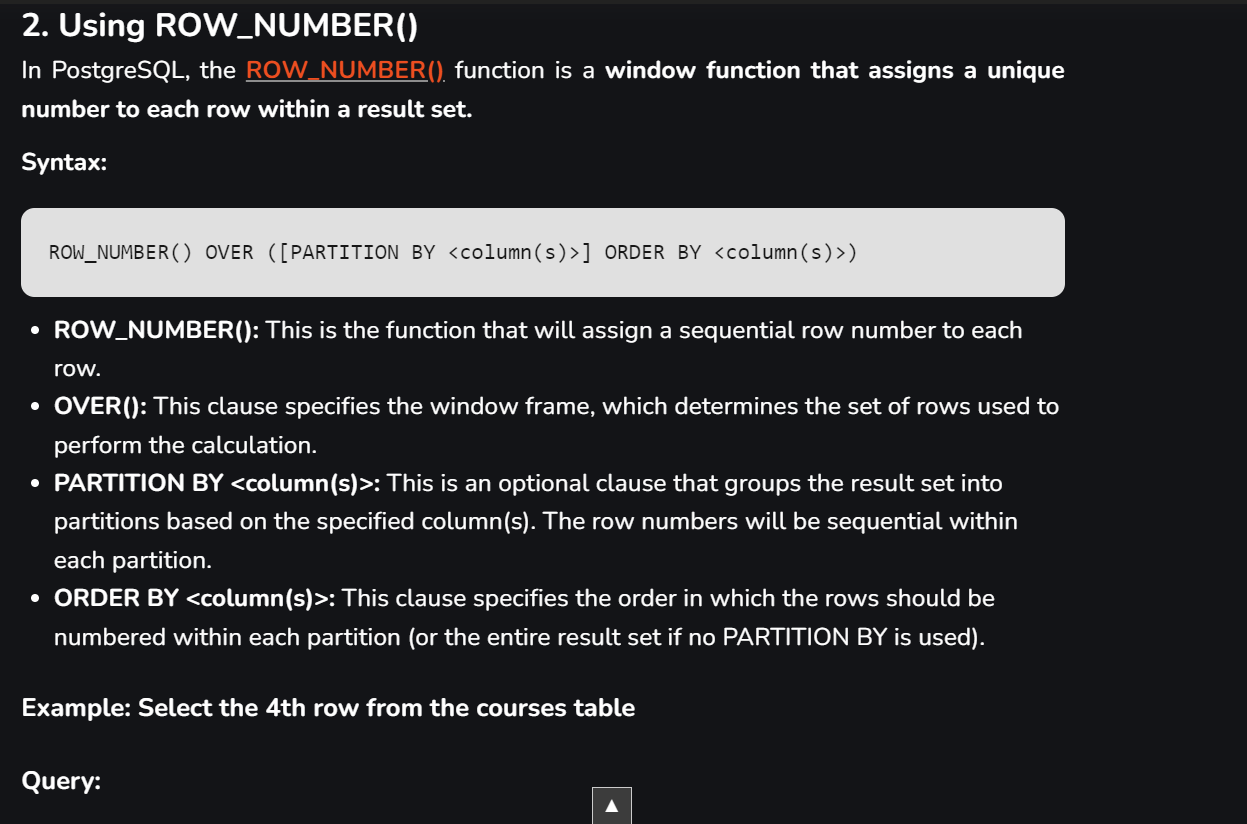 2. Using ROW_NUMBER()
In PostgreSQL, the ROW_NUMBER() function is a window function that assigns a unique
number to each row within a result set.
Syntax:
ROW_NUMBER() OVER ([PARTITION BY <column(s)>] ORDER BY <column(s)>)
• ROW_NUMBER(): This is the function that will assign a sequential row number to each
row.
• OVER(): This clause specifies the window frame, which determines the set of rows used to
perform the calculation.
• PARTITION BY <column(s)>: This is an optional clause that groups the result set into
partitions based on the specified column(s). The row numbers will be sequential within
each partition.
• ORDER BY <column(s)>: This clause specifies the order in which the rows should be
numbered within each partition (or the entire result set if no PARTITION BY is used).
Example: Select the 4th row from the courses table
Query: